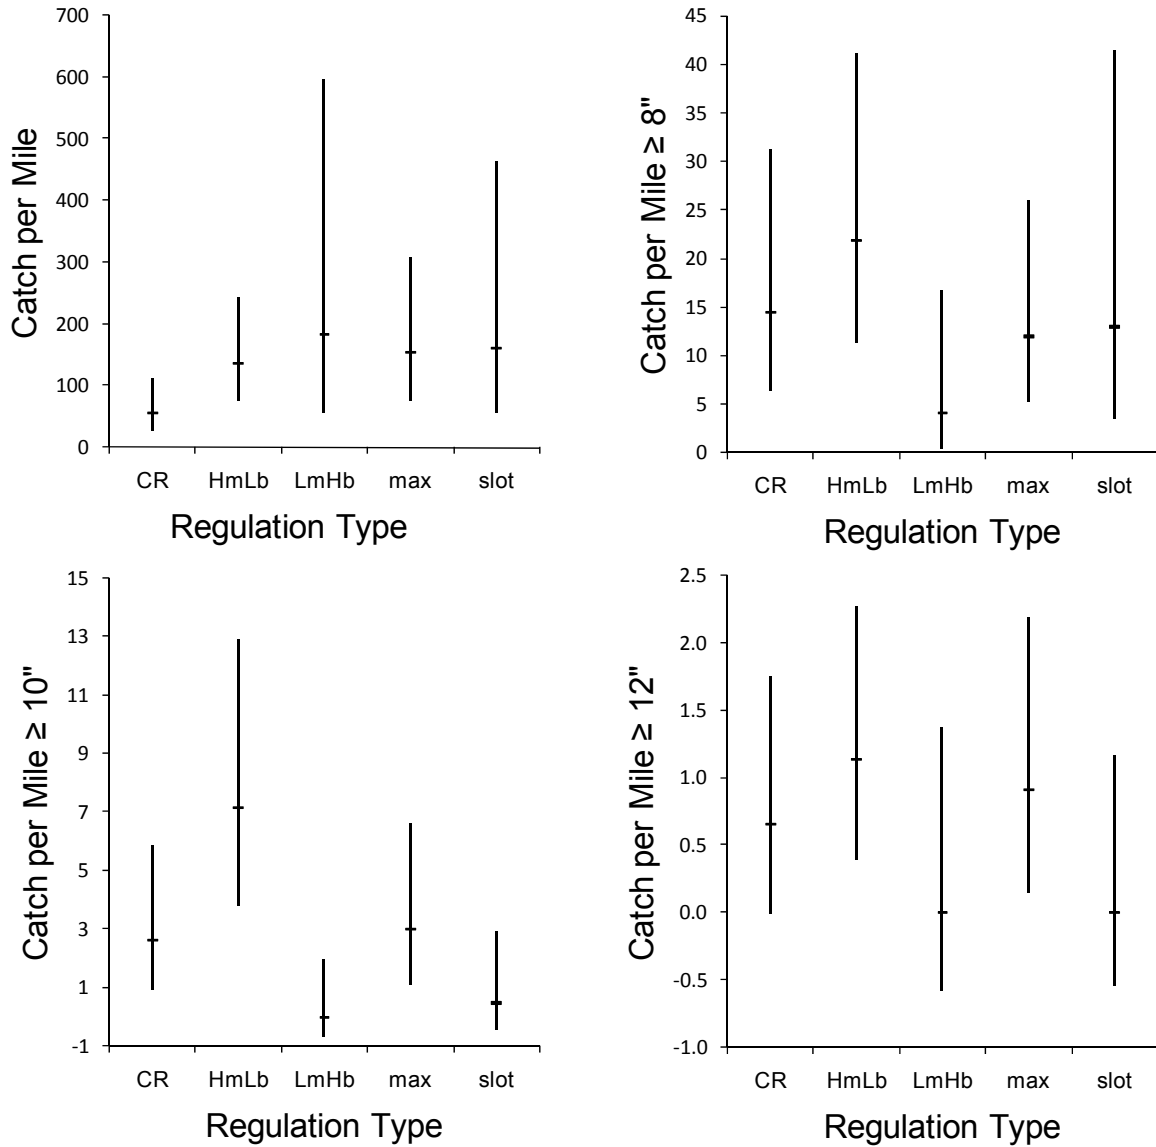 Catch per Mile
700
600
500
400
300
200
100
0
CR HmLb LmHb max slot
Regulation Type
Catch per Mile ≥ 8"
45
40
35
30
25
20
15
10
5
0
CR HmLb LmHb max slot
Regulation Type
Catch per Mile ≥ 10"
15
13
11
9
7
5
3
1
-1
CR HmLb LmHb max slot
Regulation Type
Catch per Mile ≥ 12"
2.5
2.0
1.5
1.0
0.5
0.0
-0.5
-1.0
CR HmLb LmHb max slot
Regulation Type